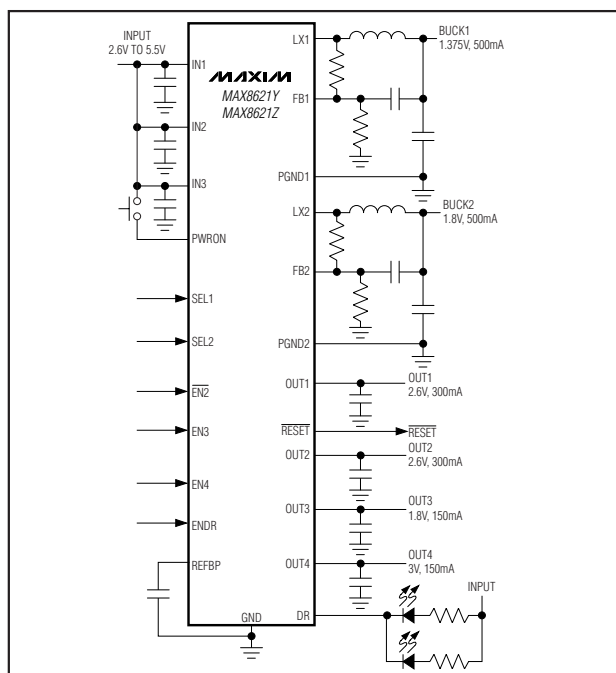 INPUT
2.6V TO 5.5V
IN1
IN2
IN3
PWRON
SEL1
SEL2
EN2
EN3
EN4
ENDR
REFBP
MAXIM
MAX8621Y
MAX8621Z
GND
LX1
FB1
PGND1
LX2
FB2
PGND2
OUT1
RESET
OUT2
OUT3
OUT4
DR
BUCK1
1.375V, 500mA
BUCK2
1.8V, 500mA
OUT1
2.6V, 300mA
RESET
OUT2
2.6V, 300mA
OUT3
1.8V, 150mA
OUT4
3V, 150mA
INPUT